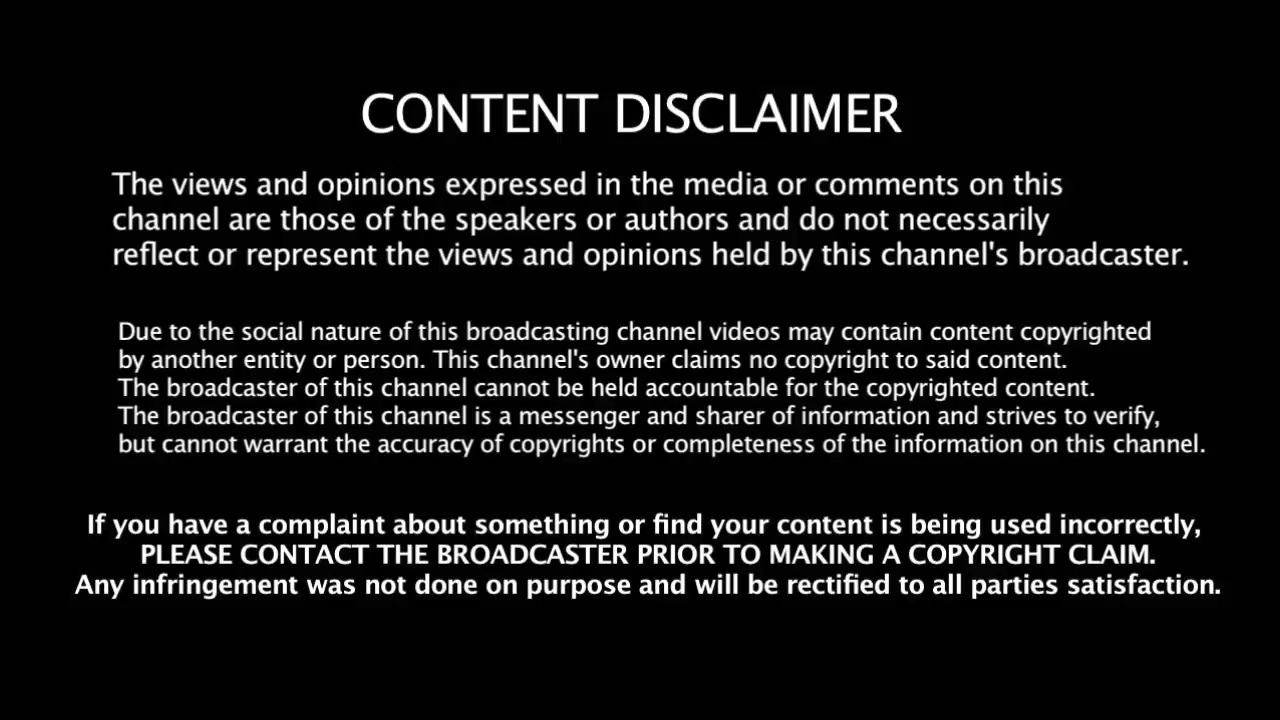 CONTENT DISCLAIMER
The views and opinions expressed in the media or comments on this
channel are those of the speakers or authors and do not necessarily
reflect or represent the views and opinions held by this channel's broadcaster.
Due to the social nature of this broadcasting channel videos may contain content copyrighted
by another entity or person. This channel's owner claims no copyright to said content.
The broadcaster of this channel cannot be held accountable for the copyrighted content.
The broadcaster of this channel is a messenger and sharer of information and strives to verify,
but cannot warrant the accuracy of copyrights or completeness of the information on this channel.
If you have a complaint about something or find your content is being used incorrectly,
PLEASE CONTACT THE BROADCASTER PRIOR TO MAKING A COPYRIGHT CLAIM.
Any infringement was not done on purpose and will be rectified to all parties satisfaction.